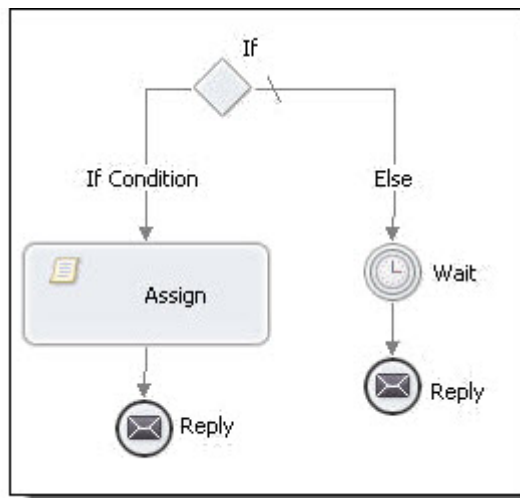 If
If Condition
Else
Assign
Wait
Reply
Reply